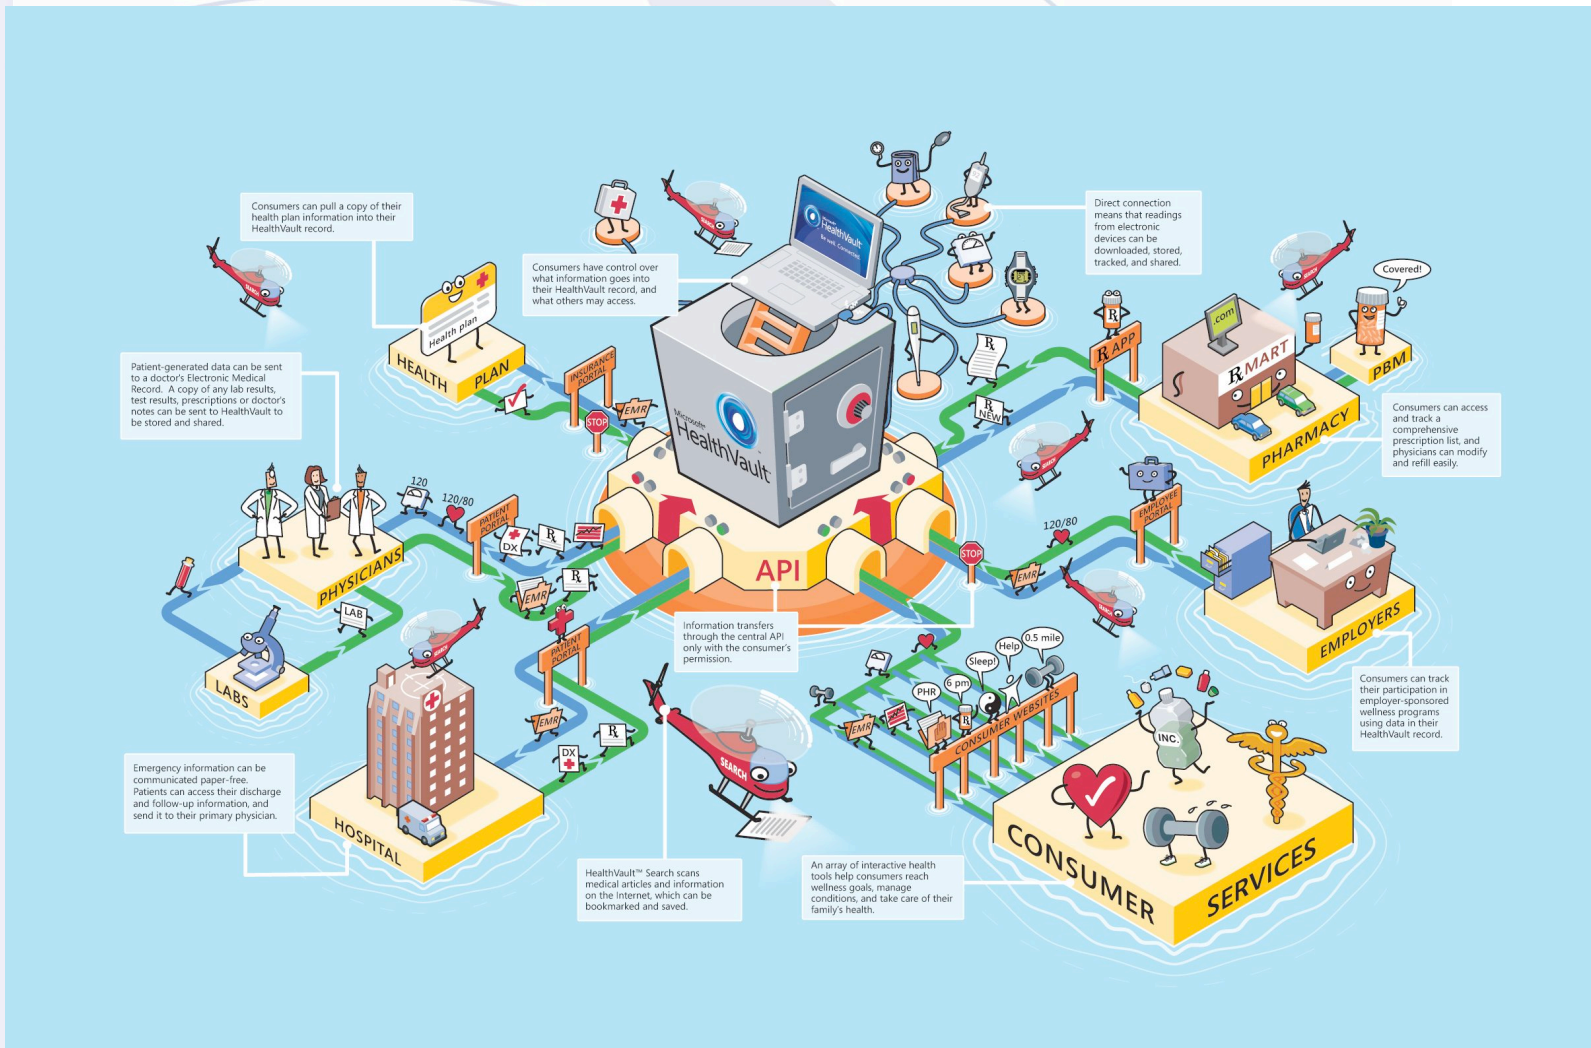 Consumers can pull a copy of their
health plan information into their
HealthVault record.
SEARCH
SEARCH
Microsoft
HealthVault
Be well. Connected.
Direct connection
means that readings
from electronic
devices can be
downloaded, stored,
tracked, and shared.
Consumers have control over
what information goes into
their HealthVault record, and
what others may access.
SEARCH
Covered!
Health plan
HEALTH PLAN
INSURANCE
PORTAL
STOP
EMR
Rx
Rx
NEW
Rx
Rx APP
.com
Rx MART
PHARMACY
PBM
Patient-generated data can be sent
to a doctor's Electronic Medical
Record. A copy of any lab results,
test results, prescriptions or doctor's
notes can be sent to HealthVault to
be stored and shared.
Microsoft®
HealthVault™
SEARCH
Consumers can access
and track a
comprehensive
prescription list, and
physicians can modify
and refill easily.
120
120/80
PATIENT
PORTAL
DX
Rx
EMR
Rx
PHYSICIANS
LAB
LABS
API
STOP
120/80
EMR
EMPLOYEE
PORTAL
SEARCH
EMPLOYERS
SEARCH
PATIENT
PORTAL
EMR
DX
Rx
Information transfers
through the central API
only with the consumer's
permission.
PHR
6 pm
Sleep!
Help
0.5 mile
EMR
Rx
CONSUMER WEBSITES
Consumers can track
their participation in
employer-sponsored
wellness programs
using data in their
HealthVault record.
Emergency information can be
communicated paper-free.
Patients can access their discharge
and follow-up information, and
send it to their primary physician.
HOSPITAL
SEARCH
INC.
CONSUMER SERVICES
HealthVault™ Search scans
medical articles and information
on the Internet, which can be
bookmarked and saved.
An array of interactive health
tools help consumers reach
wellness goals, manage
conditions, and take care of their
family's health.